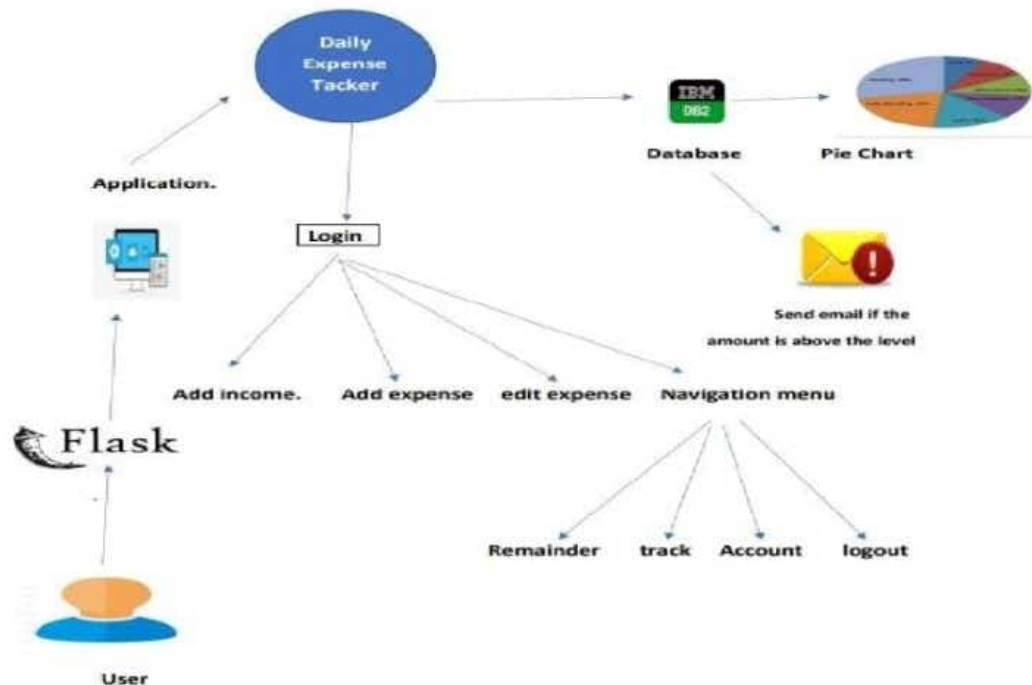 Daily
Expense
Tacker
IBM
DB2
Database
Pie Chart
Application.
Login
Send email if the
amount is above the level
Add income.
Add expense
edit expense
Navigation menu
Flask
Remainder
track
Account
logout
User